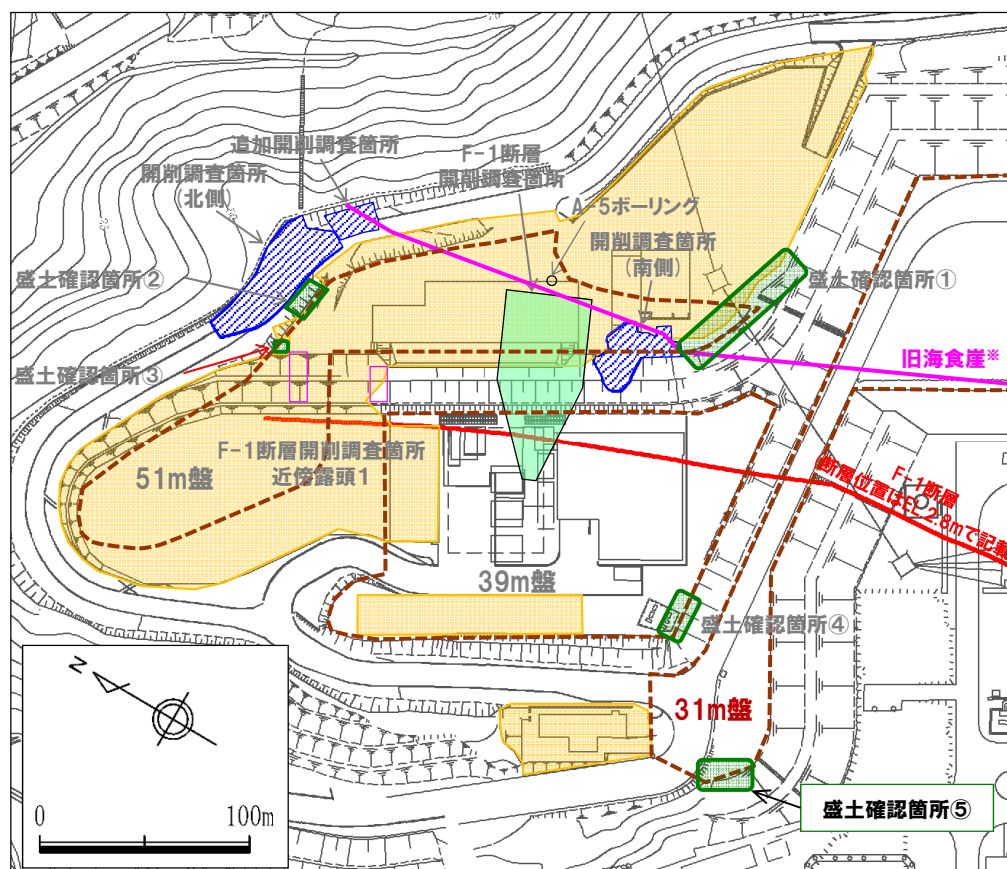 追加開削調査箇所
F-1断層
開削調査箇所
開削調査箇所
(北側)
A-5ボーリング
開削調査箇所
(南側)
盛土確認箇所②
盛土確認箇所①
旧海食崖※
盛土確認箇所③
F-1断層開削調査箇所
近傍露頭1
51m盤
F-1断層
断層位置はEL-2.8mで記載
39m盤
盛土確認箇所④
31m盤
N
0
100m
盛土確認箇所⑤